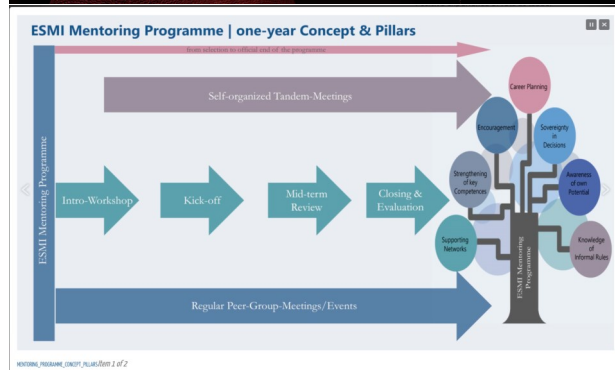 ESMI Mentoring Programme | one-year Concept & Pillars
from selection to official end of the programme
ESMI Mentoring Programme
Self-organized Tandem-Meetings
Intro-Workshop
Kick-off
Mid-term
Review
Closing &
Evaluation
Regular Peer-Group-Meetings/Events
Career Planning
Encouragement
Sovereignty
in
Decisions
Strengthening
of key
Competences
Awareness
of own
Potential
Supporting
Networks
Knowledge
of
Informal Rules
ESMI Mentoring
Programme
MENTORING_PROGRAMME_CONCEPT_PILLARS Item 1 of 2